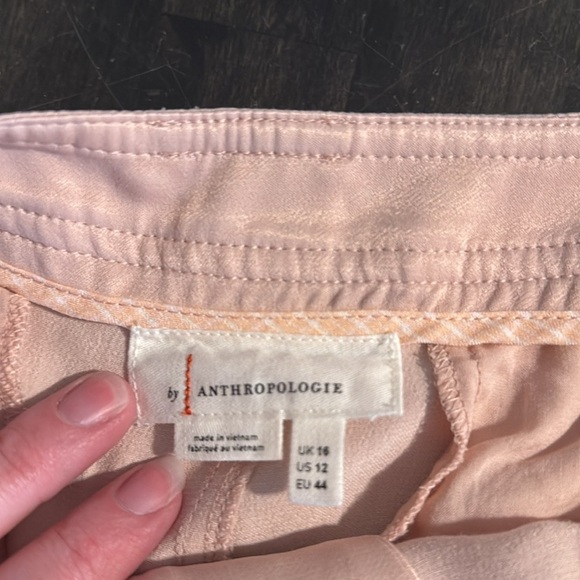 by ANTHROPOLOGIE
made in vietnam
fabriqué au vietnam
UK 16
US 12
EU 44